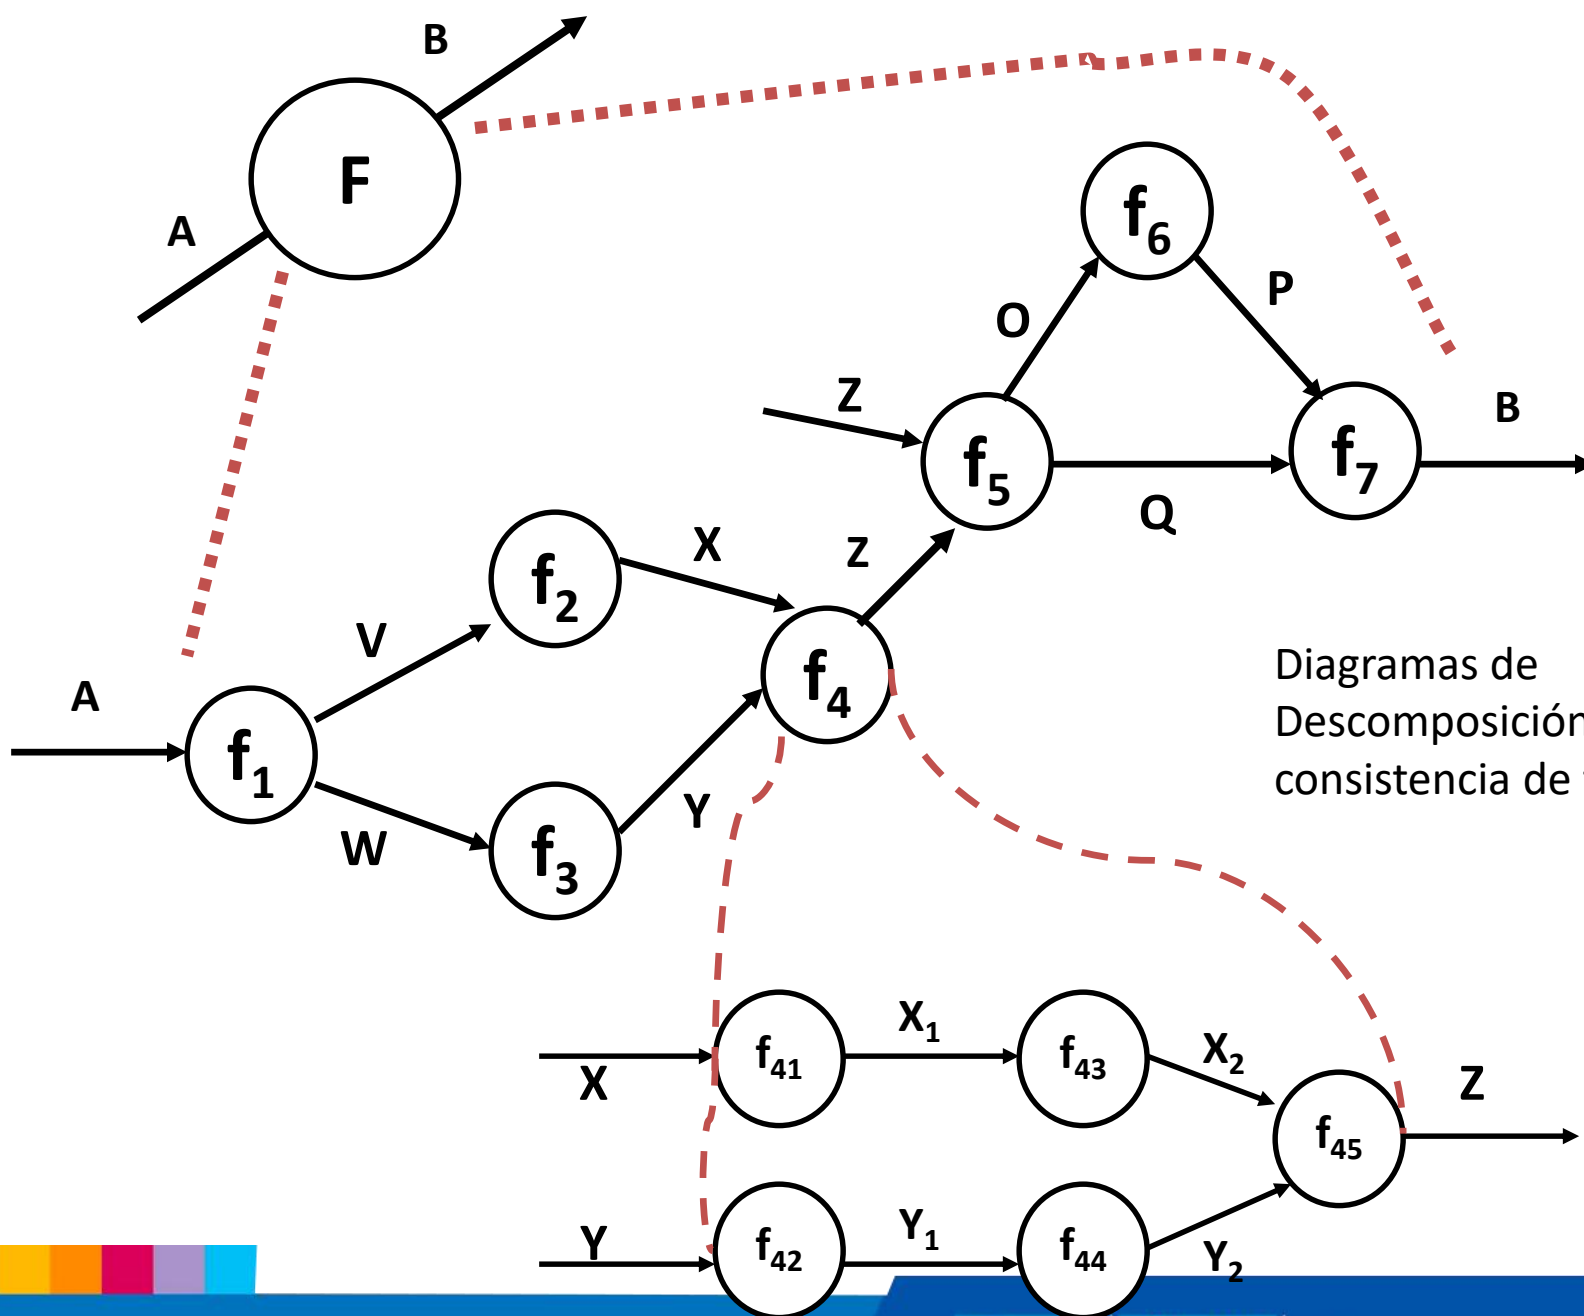 B
F
A
f6
P
O
Z
B
f5
f7
Q
X
Z
f2
V
A
f4
f1
Y
W
f3
Diagramas de
Descomposición
consistencia de
X1
X2
X
f41
f43
Z
f45
Y
Y1
f42
f44
Y2